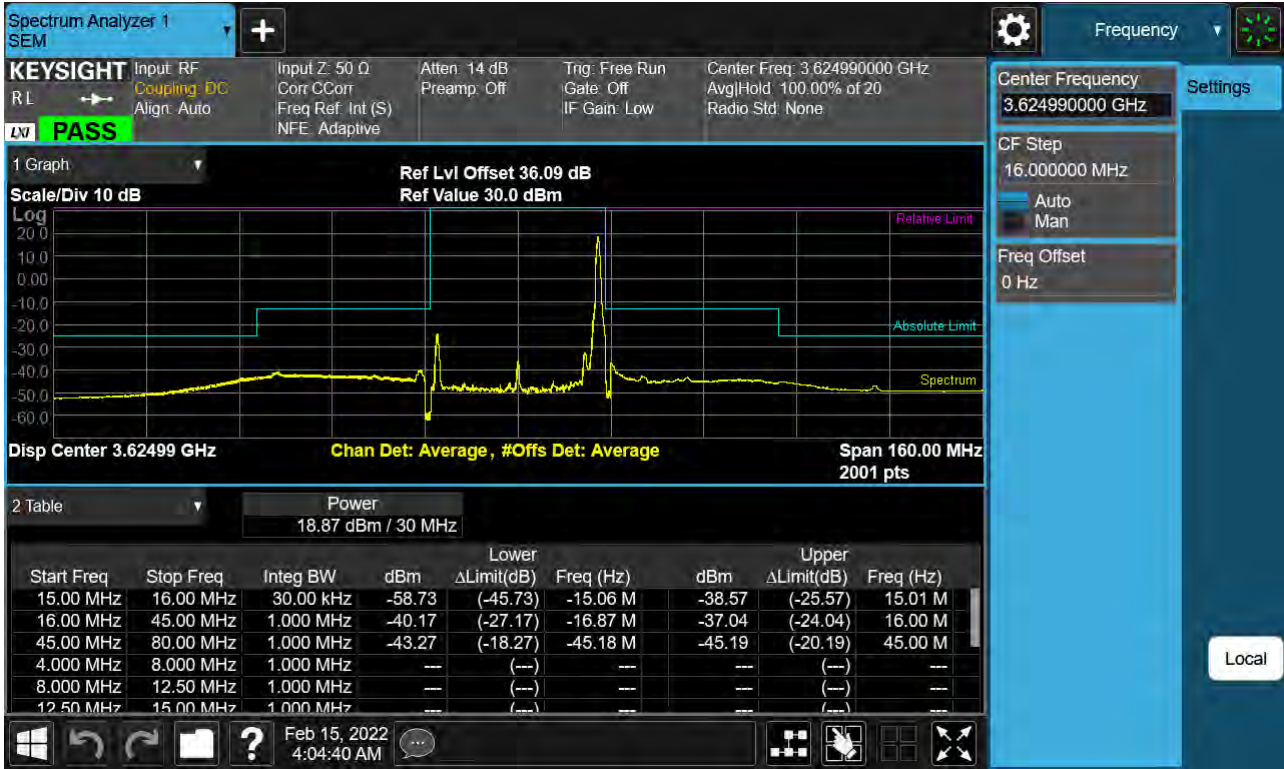 Spectrum Analyzer 1
SEM
+
Frequency
KEYSIGHT
R L
LXI
PASS
Input: RF
Coupling: DC
Align: Auto
Input Z: 50 Ω
Corr CCorr
Freq Ref: Int (S)
NFE: Adaptive
Atten: 14 dB
Preamp: Off
Trig: Free Run
Gate: Off
IF Gain: Low
Center Freq: 3.624990000 GHz
Avg|Hold: 100.00% of 20
Radio Std: None
Center Frequency
3.624990000 GHz
Settings
CF Step
16.000000 MHz
Auto
Man
Freq Offset
0 Hz
Local
1 Graph
Scale/Div 10 dB
Ref Lvl Offset 36.09 dB
Ref Value 30.0 dBm
Log
20.0
10.0
0.00
-10.0
-20.0
-30.0
-40.0
-50.0
-60.0
Relative Limit
Absolute Limit
Spectrum
Disp Center 3.62499 GHz
Chan Det: Average, #Offs Det: Average
Span 160.00 MHz
2001 pts
2 Table
Power
18.87 dBm / 30 MHz
Lower Upper
Start Freq Stop Freq Integ BW dBm ΔLimit(dB) Freq (Hz) dBm ΔLimit(dB) Freq (Hz)
15.00 MHz 16.00 MHz 30.00 kHz -58.73 (-45.73) -15.06 M -38.57 (-25.57) 15.01 M
16.00 MHz 45.00 MHz 1.000 MHz -40.17 (-27.17) -16.87 M -37.04 (-24.04) 16.00 M
45.00 MHz 80.00 MHz 1.000 MHz -43.27 (-18.27) -45.18 M -45.19 (-20.19) 45.00 M
4.000 MHz 8.000 MHz 1.000 MHz --- (---) --- --- (---) ---
8.000 MHz 12.50 MHz 1.000 MHz --- (---) --- --- (---) ---
12.50 MHz 15.00 MHz 1.000 MHz --- (---) --- --- (---) ---
?
Feb 15, 2022
4:04:40 AM